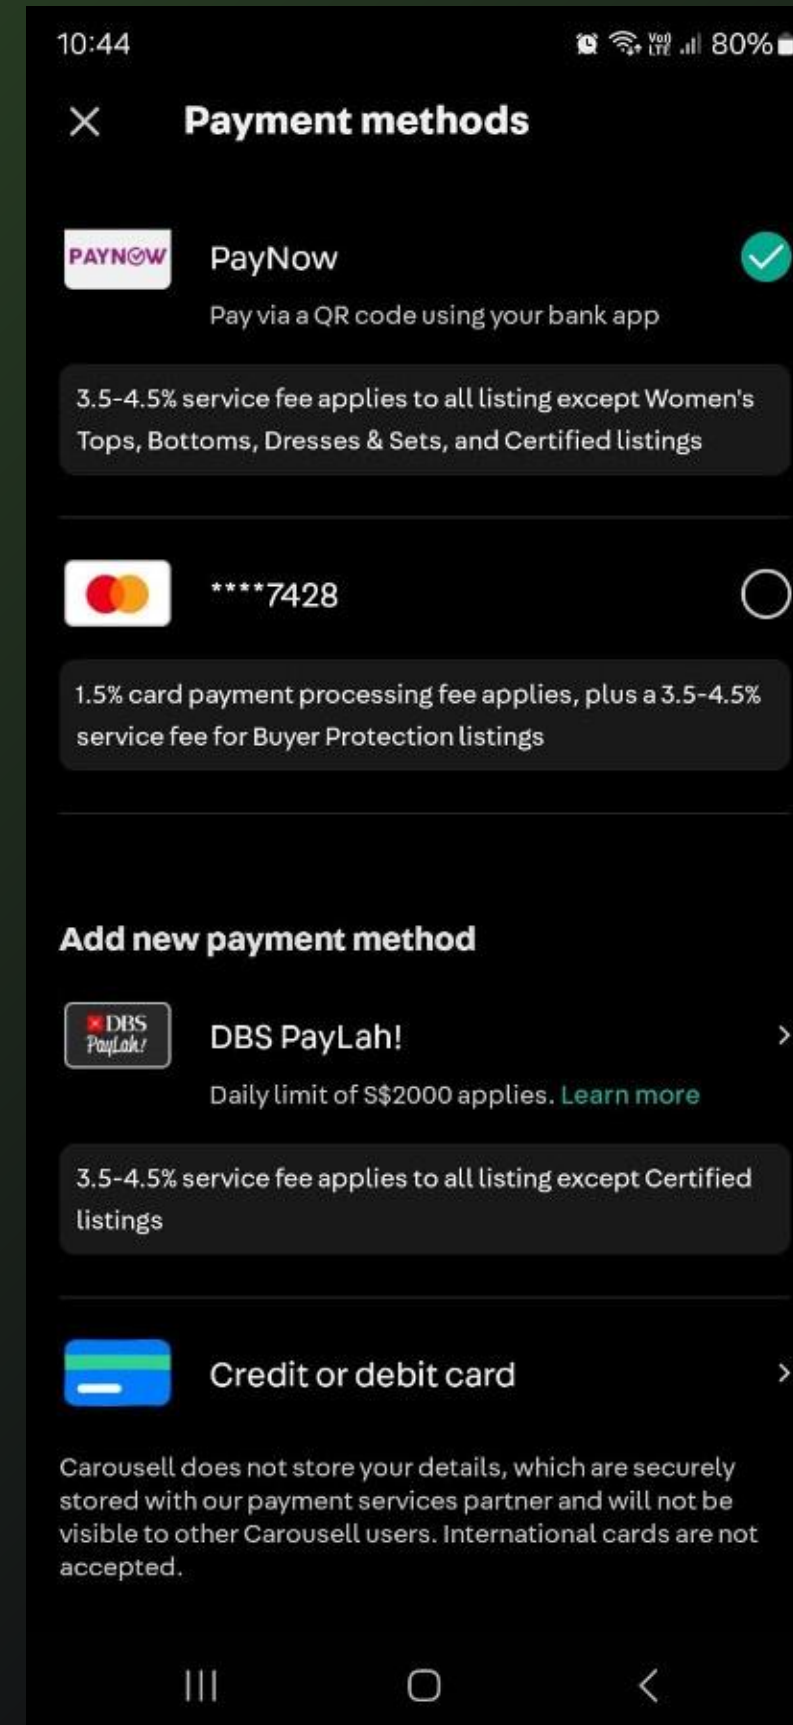 10:44
Vo)) LTE 80%
Payment methods
PAYNOW
PayNow
Pay via a QR code using your bank app
3.5-4.5% service fee applies to all listing except Women's
Tops, Bottoms, Dresses & Sets, and Certified listings
****7428
1.5% card payment processing fee applies, plus a 3.5-4.5%
service fee for Buyer Protection listings
Add new payment method
DBS
PayLah!
DBS PayLah!
Daily limit of S$2000 applies. Learn more
3.5-4.5% service fee applies to all listing except Certified
listings
Credit or debit card
Carousell does not store your details, which are securely
stored with our payment services partner and will not be
visible to other Carousell users. International cards are not
accepted.